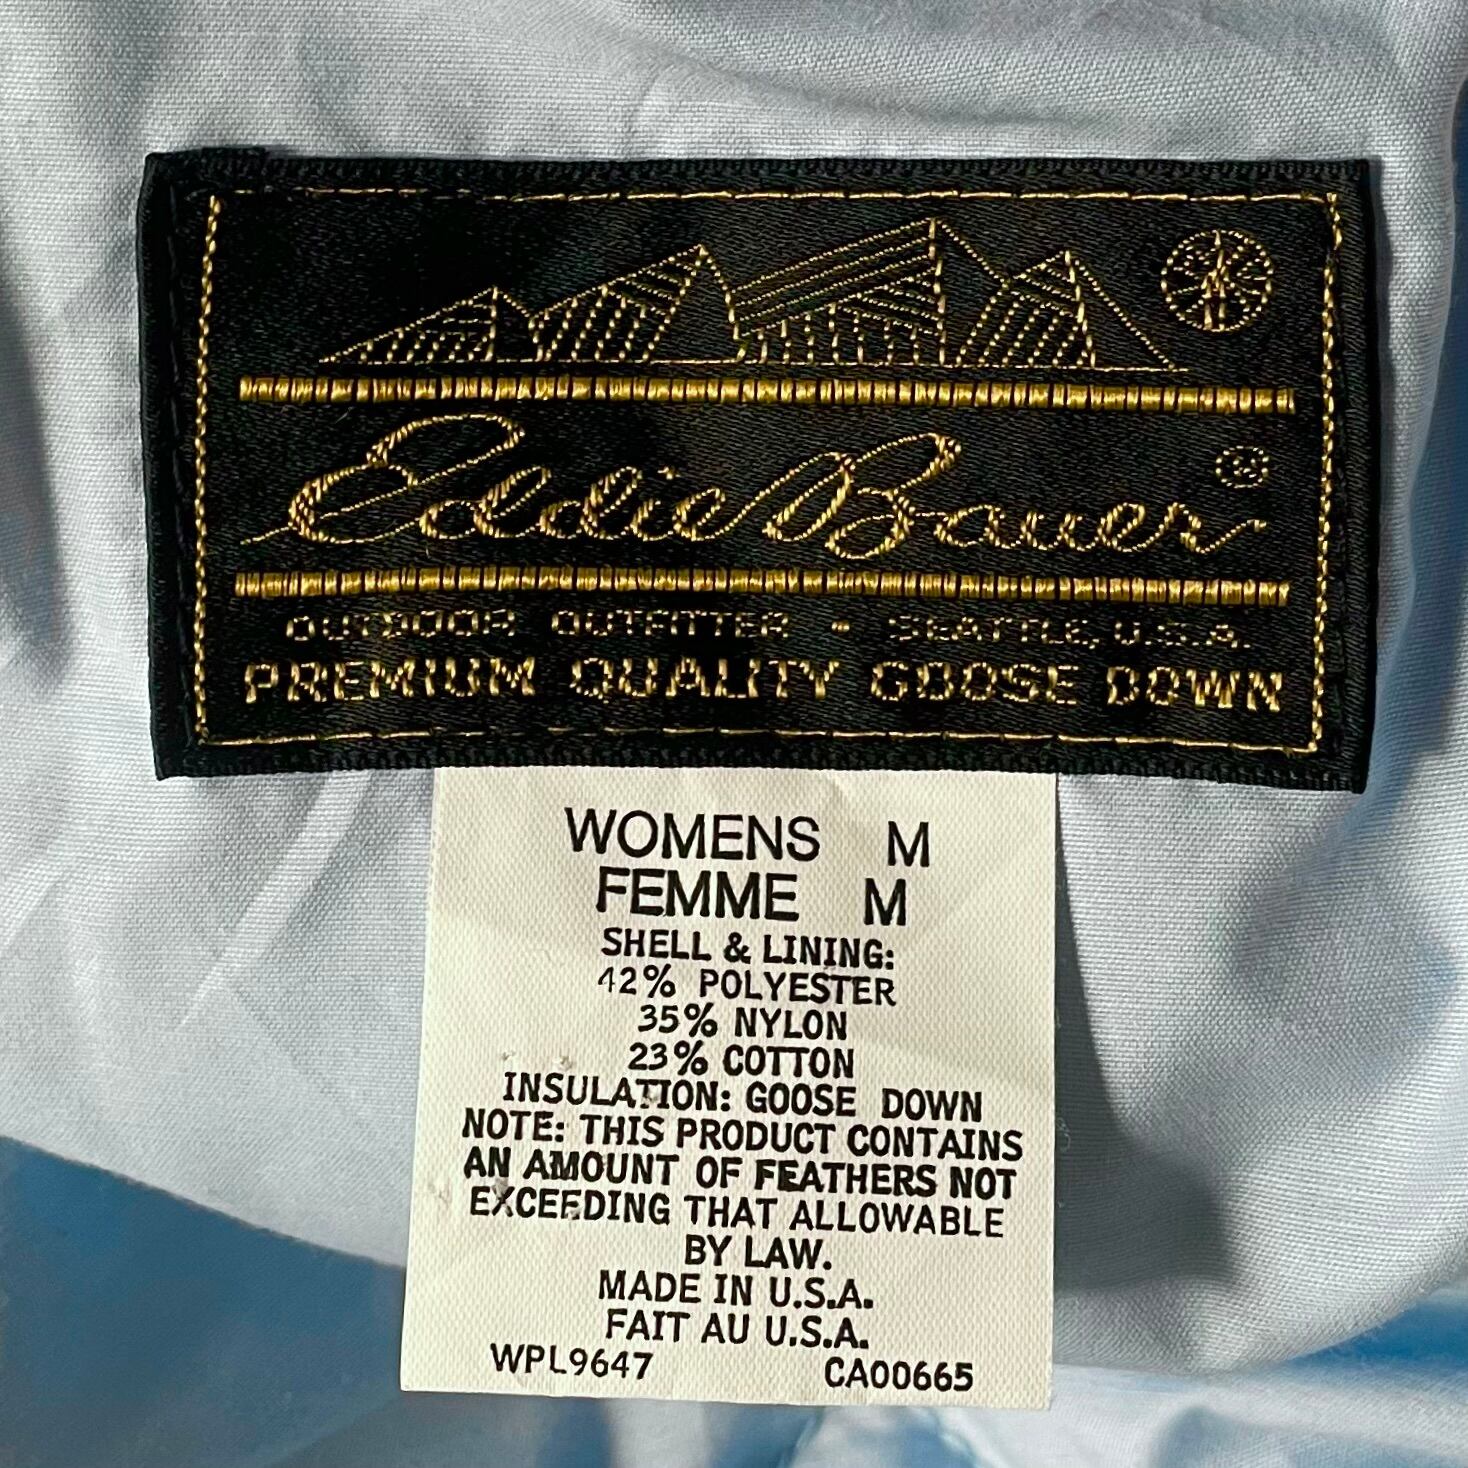 Eddie Bauer ®
OUTDOOR OUTFITTER • SEATTLE, U.S.A.
PREMIUM QUALITY GOOSE DOWN
WOMENS M
FEMME M
SHELL & LINING:
42% POLYESTER
35% NYLON
23% COTTON
INSULATION: GOOSE DOWN
NOTE: THIS PRODUCT CONTAINS
AN AMOUNT OF FEATHERS NOT
EXCEEDING THAT ALLOWABLE
BY LAW.
MADE IN U.S.A.
FAIT AU U.S.A.
WPL9647 CA00665